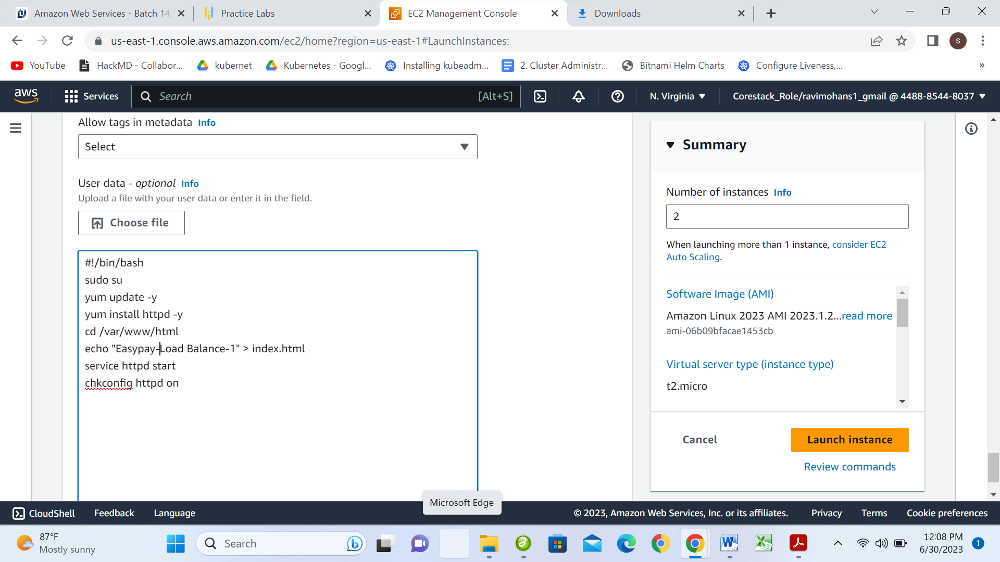 Amazon Web Services - Batch 14
Practice Labs
EC2 Management Console
Downloads
us-east-1.console.aws.amazon.com/ec2/home?region=us-east-1#LaunchInstances:
s
YouTube
HackMD - Collabor...
kubernet
Kubernetes - Googl...
Installing kubeadm...
2. Cluster Administr...
Bitnami Helm Charts
Configure Liveness,...
»
aws
Services
Search
[Alt+S]
N. Virginia
Corestack_Role/ravimohans1_gmail @ 4488-8544-8037
Allow tags in metadata Info
Select
User data - optional Info
Upload a file with your user data or enter it in the field.
Choose file
#!/bin/bash
sudo su
yum update -y
yum install httpd -y
cd /var/www/html
echo "Easypay-Load Balance-1" > index.html
service httpd start
chkconfig httpd on
Summary
Number of instances Info
2
When launching more than 1 instance, consider EC2
Auto Scaling.
Software Image (AMI)
Amazon Linux 2023 AMI 2023.1.2...read more
ami-06b09bfacae1453cb
Virtual server type (instance type)
t2.micro
Cancel
Launch instance
Review commands
Microsoft Edge
CloudShell
Feedback
Language
© 2023, Amazon Web Services, Inc. or its affiliates.
Privacy
Terms
Cookie preferences
87°F
Mostly sunny
Search
12:08 PM
6/30/2023
1